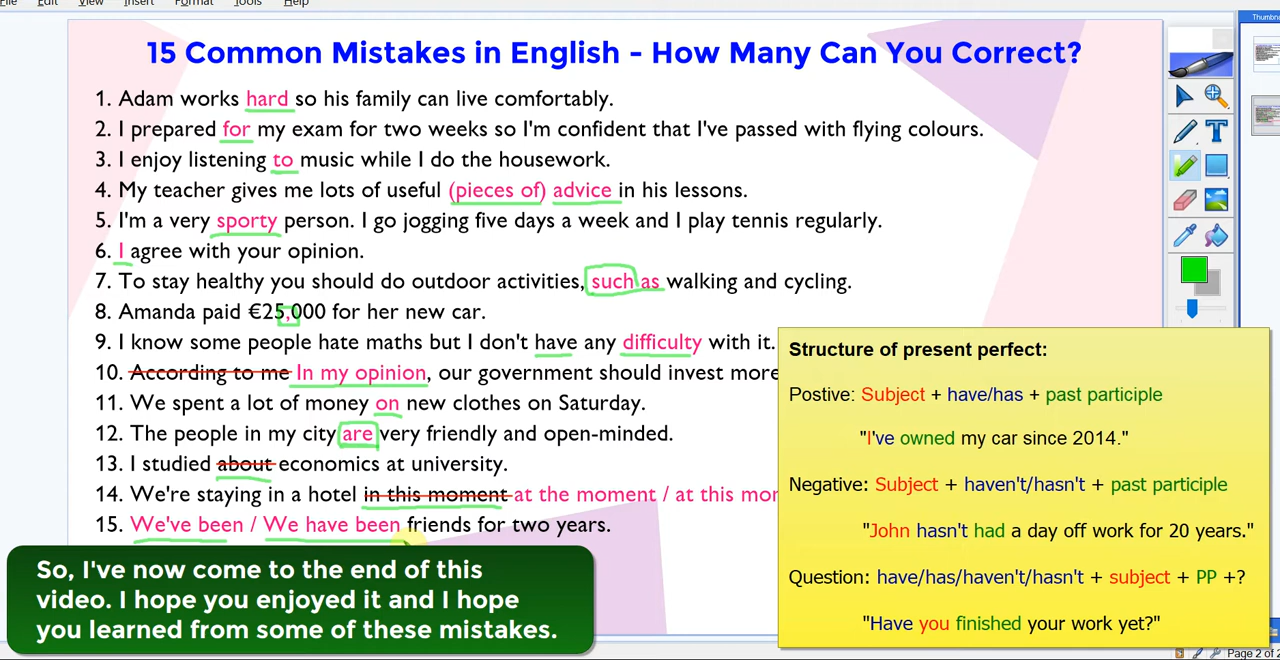 File Edit View Insert Format Tools Help
Thumbn
15 Common Mistakes in English - How Many Can You Correct?
1. Adam works hard so his family can live comfortably.
2. I prepared for my exam for two weeks so I'm confident that I've passed with flying colours.
3. I enjoy listening to music while I do the housework.
4. My teacher gives me lots of useful (pieces of) advice in his lessons.
5. I'm a very sporty person. I go jogging five days a week and I play tennis regularly.
6. I agree with your opinion.
7. To stay healthy you should do outdoor activities, such as walking and cycling.
8. Amanda paid €25,000 for her new car.
9. I know some people hate maths but I don't have any difficulty with it.
10. According to me In my opinion, our government should invest more
11. We spent a lot of money on new clothes on Saturday.
12. The people in my city are very friendly and open-minded.
13. I studied about economics at university.
14. We're staying in a hotel in this moment at the moment / at this mor
15. We've been / We have been friends for two years.
Structure of present perfect:
Postive: Subject + have/has + past participle
"I've owned my car since 2014."
Negative: Subject + haven't/hasn't + past participle
"John hasn't had a day off work for 20 years."
Question: have/has/haven't/hasn't + subject + PP +?
"Have you finished your work yet?"
So, I've now come to the end of this
video. I hope you enjoyed it and I hope
you learned from some of these mistakes.
Page 2 of 2